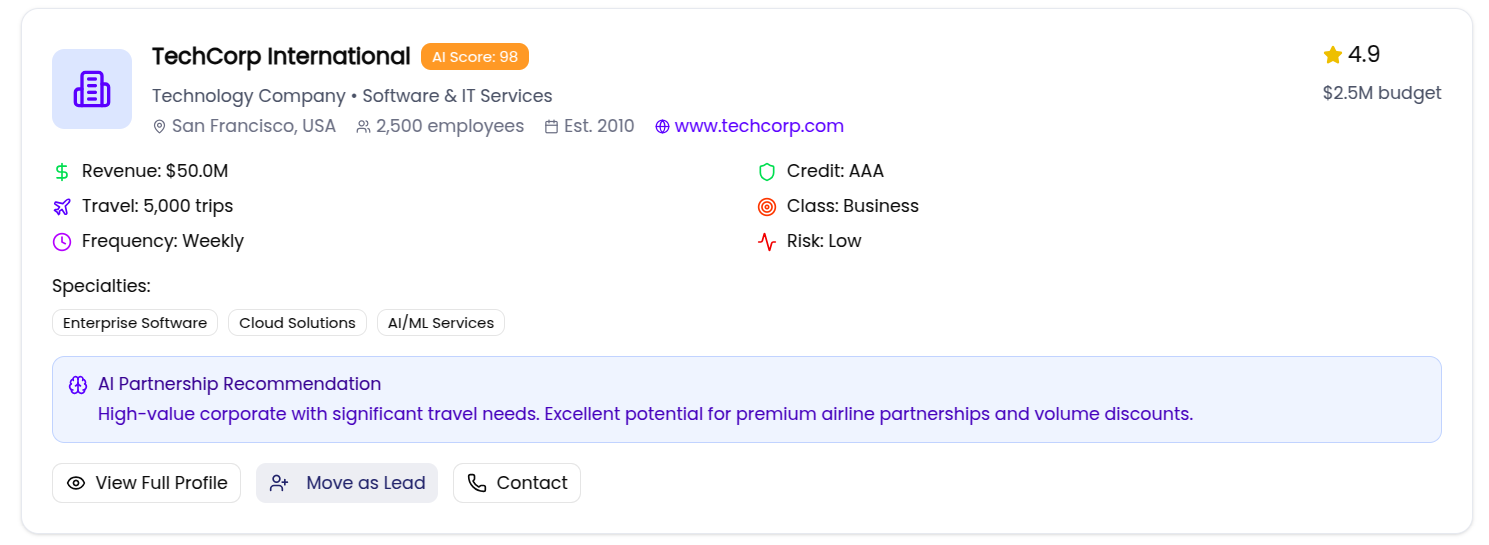 TechCorp International AI Score: 98
4.9
Technology Company • Software & IT Services
$2.5M budget
San Francisco, USA 2,500 employees Est. 2010 www.techcorp.com
Revenue: $50.0M
Credit: AAA
Travel: 5,000 trips
Class: Business
Frequency: Weekly
Risk: Low
Specialties:
Enterprise Software Cloud Solutions AI/ML Services
AI Partnership Recommendation
High-value corporate with significant travel needs. Excellent potential for premium airline partnerships and volume discounts.
View Full Profile Move as Lead Contact